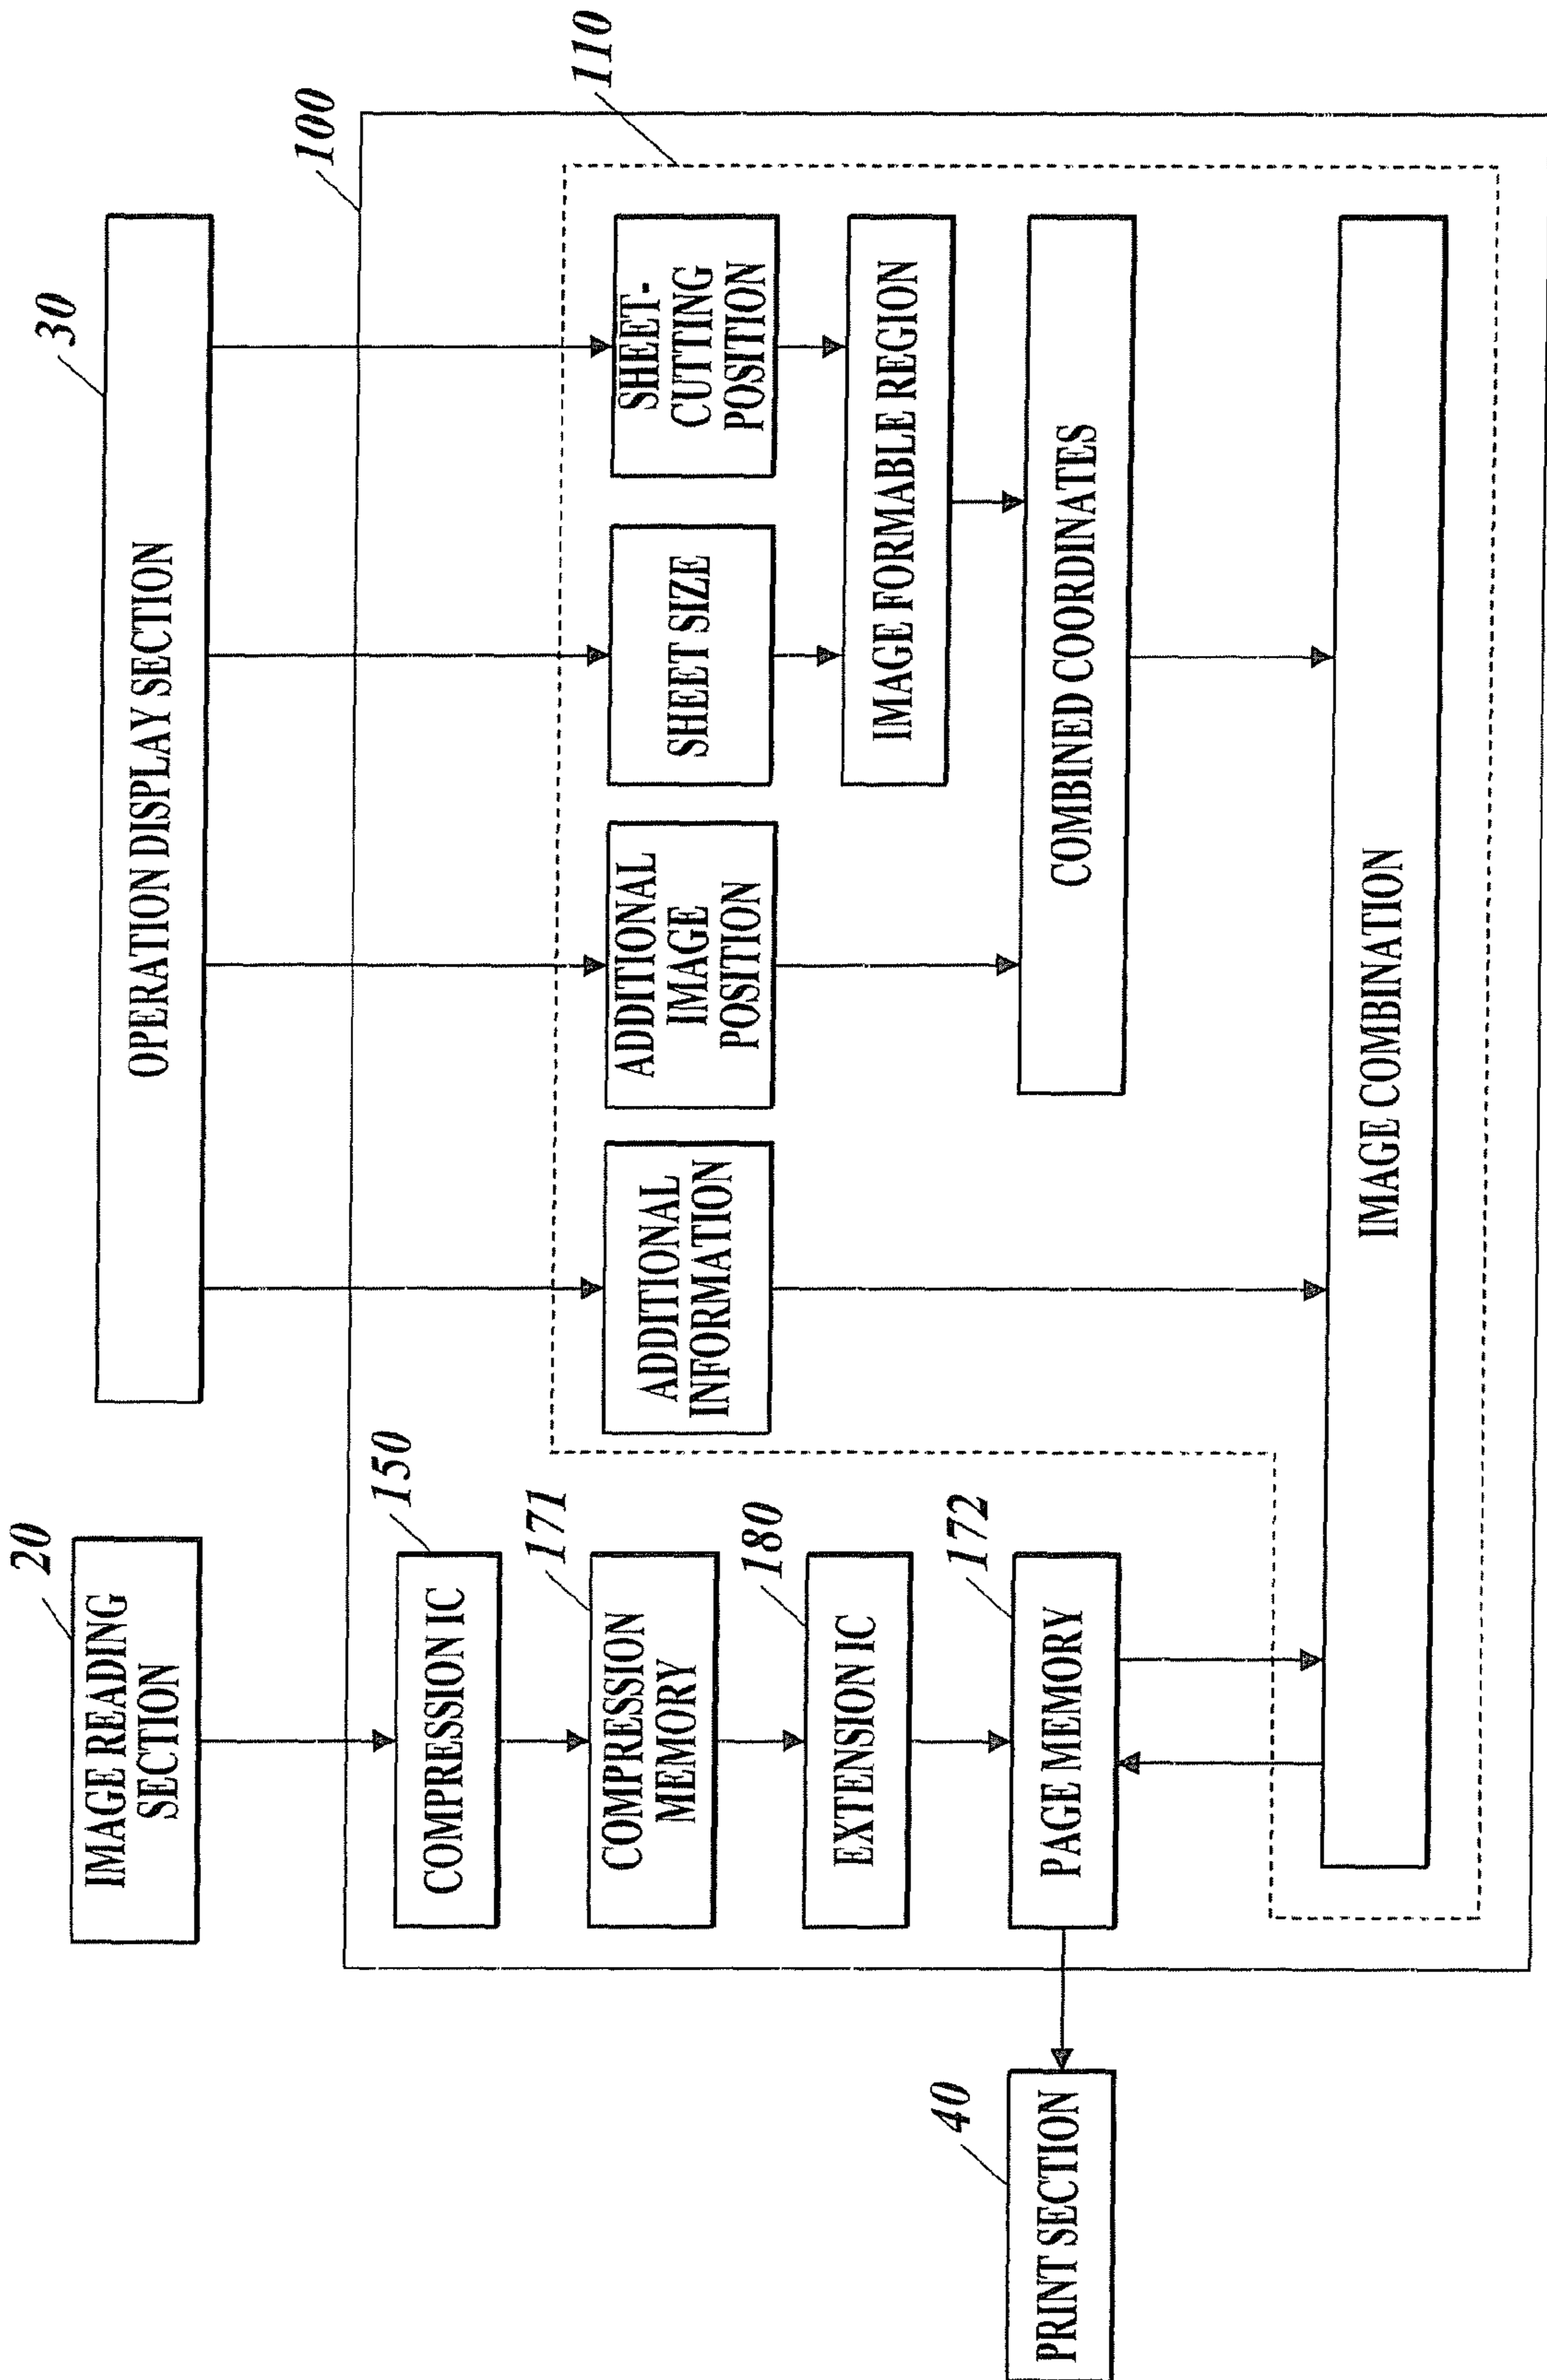 20
IMAGE READING
SECTION
30
OPERATION DISPLAY SECTION
100
110
150
COMPRESSION IC
171
COMPRESSION
MEMORY
180
EXTENSION IC
172
PAGE MEMORY
40
PRINT SECTION
ADDITIONAL
INFORMATION
ADDITIONAL
IMAGE
POSITION
SHEET SIZE
SHEET-
CUTTING
POSITION
IMAGE FORMABLE REGION
COMBINED COORDINATES
IMAGE COMBINATION